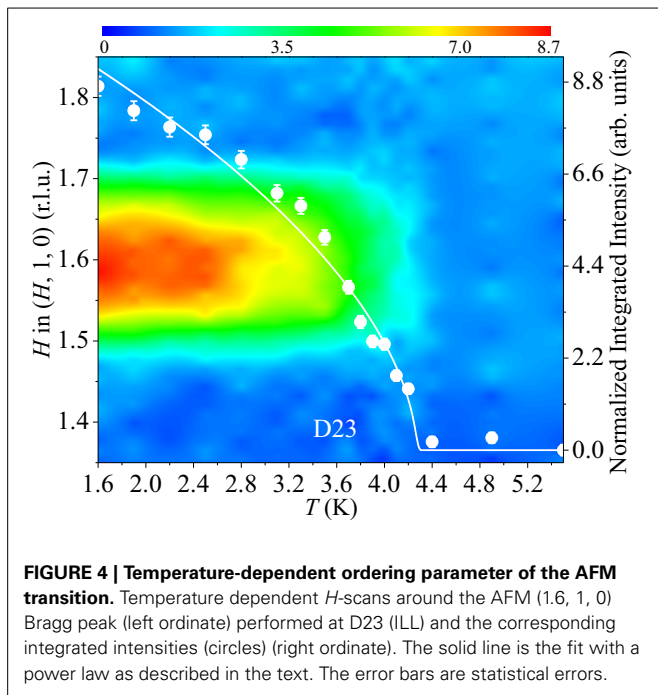 0 3.5 7.0 8.7
1.8
1.7
1.6
1.5
1.4
H in (H, 1, 0) (r.l.u.)
8.8
6.6
4.4
2.2
0.0
Normalized Integrated Intensity (arb. units)
D23
1.6 2.0 2.4 2.8 3.2 3.6 4.0 4.4 4.8 5.2
T (K)
FIGURE 4 | Temperature-dependent ordering parameter of the AFM
transition. Temperature dependent H-scans around the AFM (1.6, 1, 0)
Bragg peak (left ordinate) performed at D23 (ILL) and the corresponding
integrated intensities (circles) (right ordinate). The solid line is the fit with a
power law as described in the text. The error bars are statistical errors.